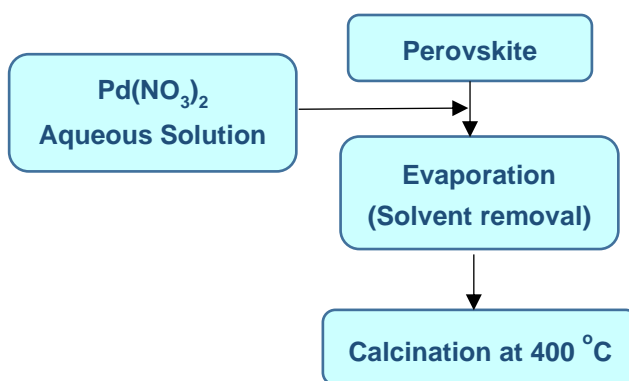 Perovskite
Pd(NO₃)₂
Aqueous Solution
Evaporation
(Solvent removal)
Calcination at 400 °C